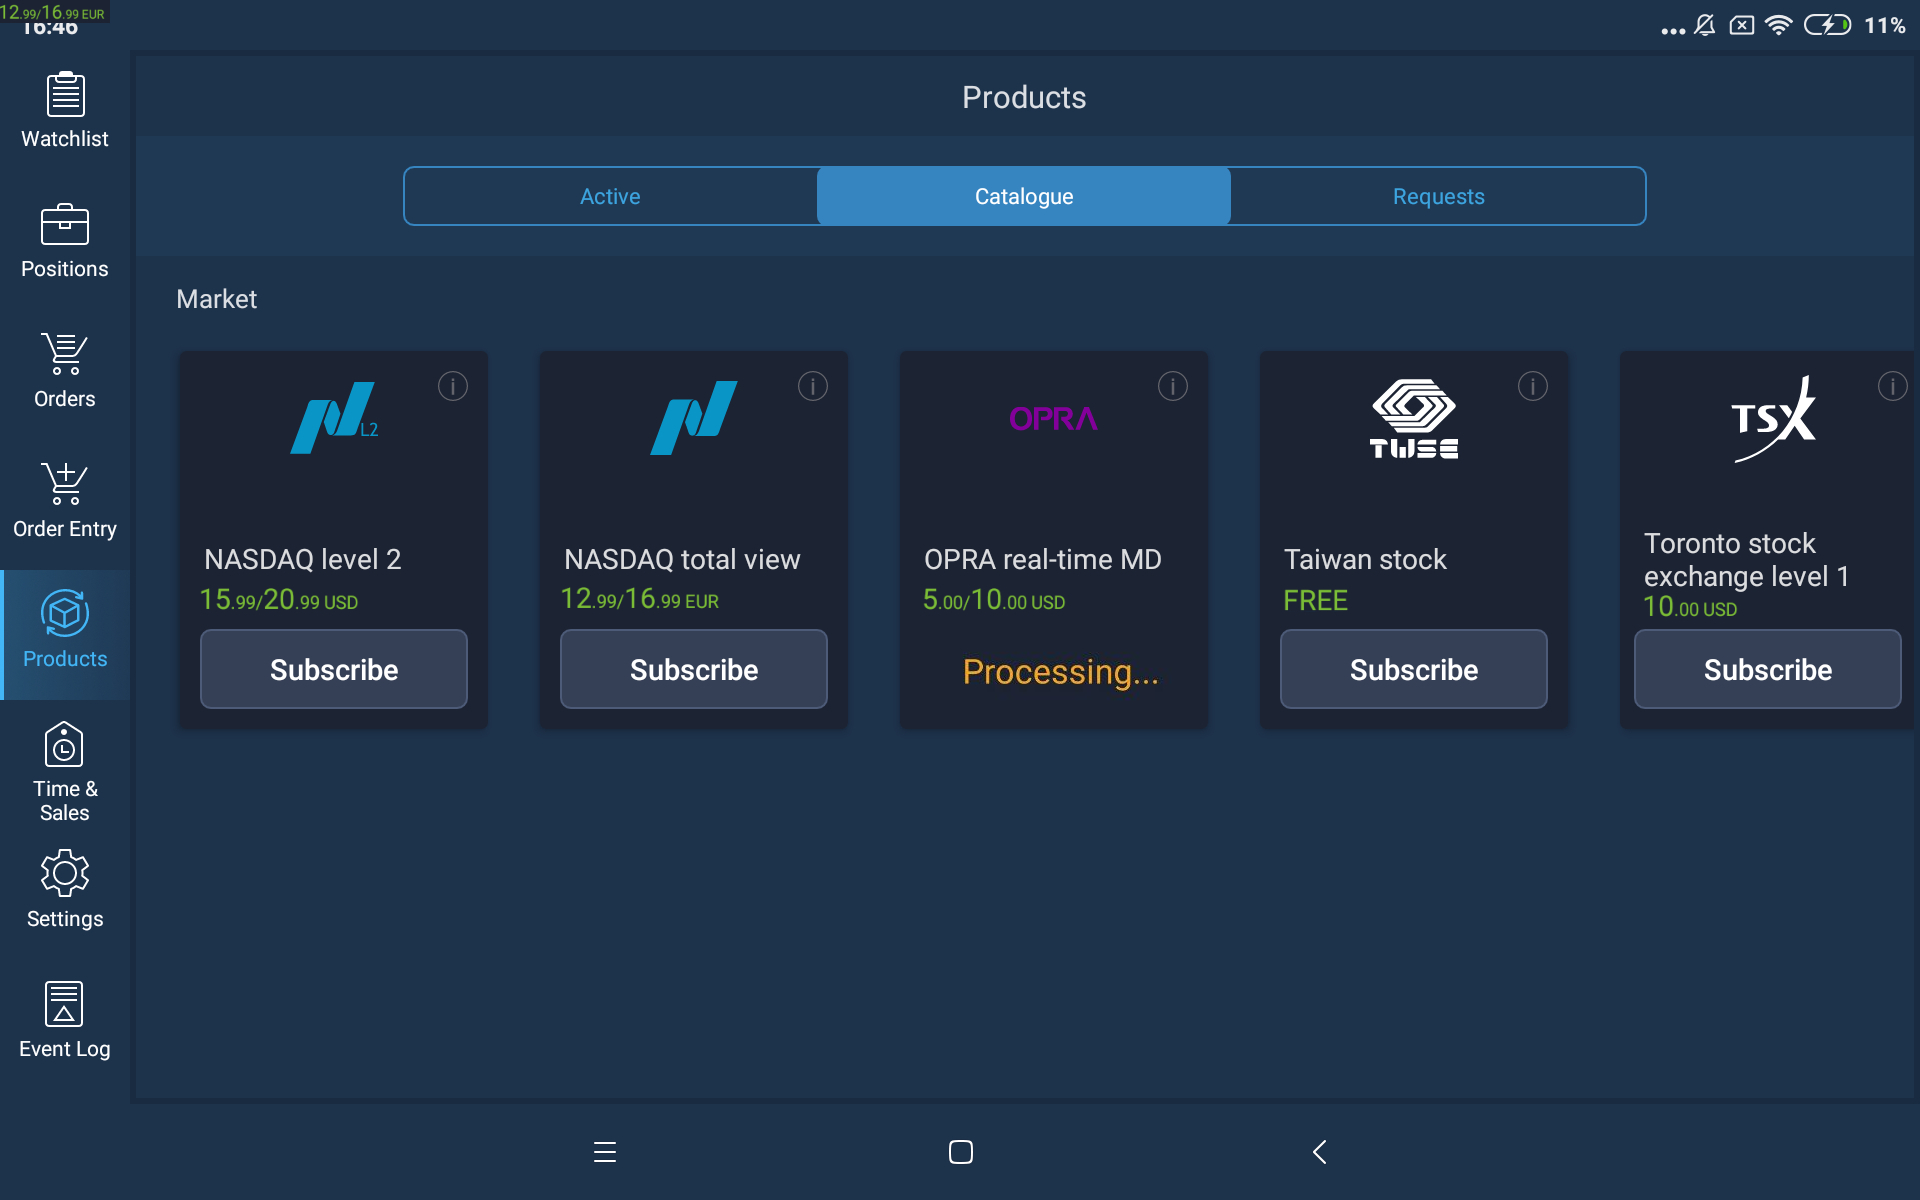 12.99/16.99 EUR
16:46
11%
Watchlist
Positions
Orders
Order Entry
Products
Time &
Sales
Settings
Event Log
Products
Active
Catalogue
Requests
Market
L2
NASDAQ level 2
15.99/20.99 USD
Subscribe
NASDAQ total view
12.99/16.99 EUR
Subscribe
OPRA
OPRA real-time MD
5.00/10.00 USD
Processing...
TWSE
Taiwan stock
FREE
Subscribe
TSX
Toronto stock
exchange level 1
10.00 USD
Subscribe